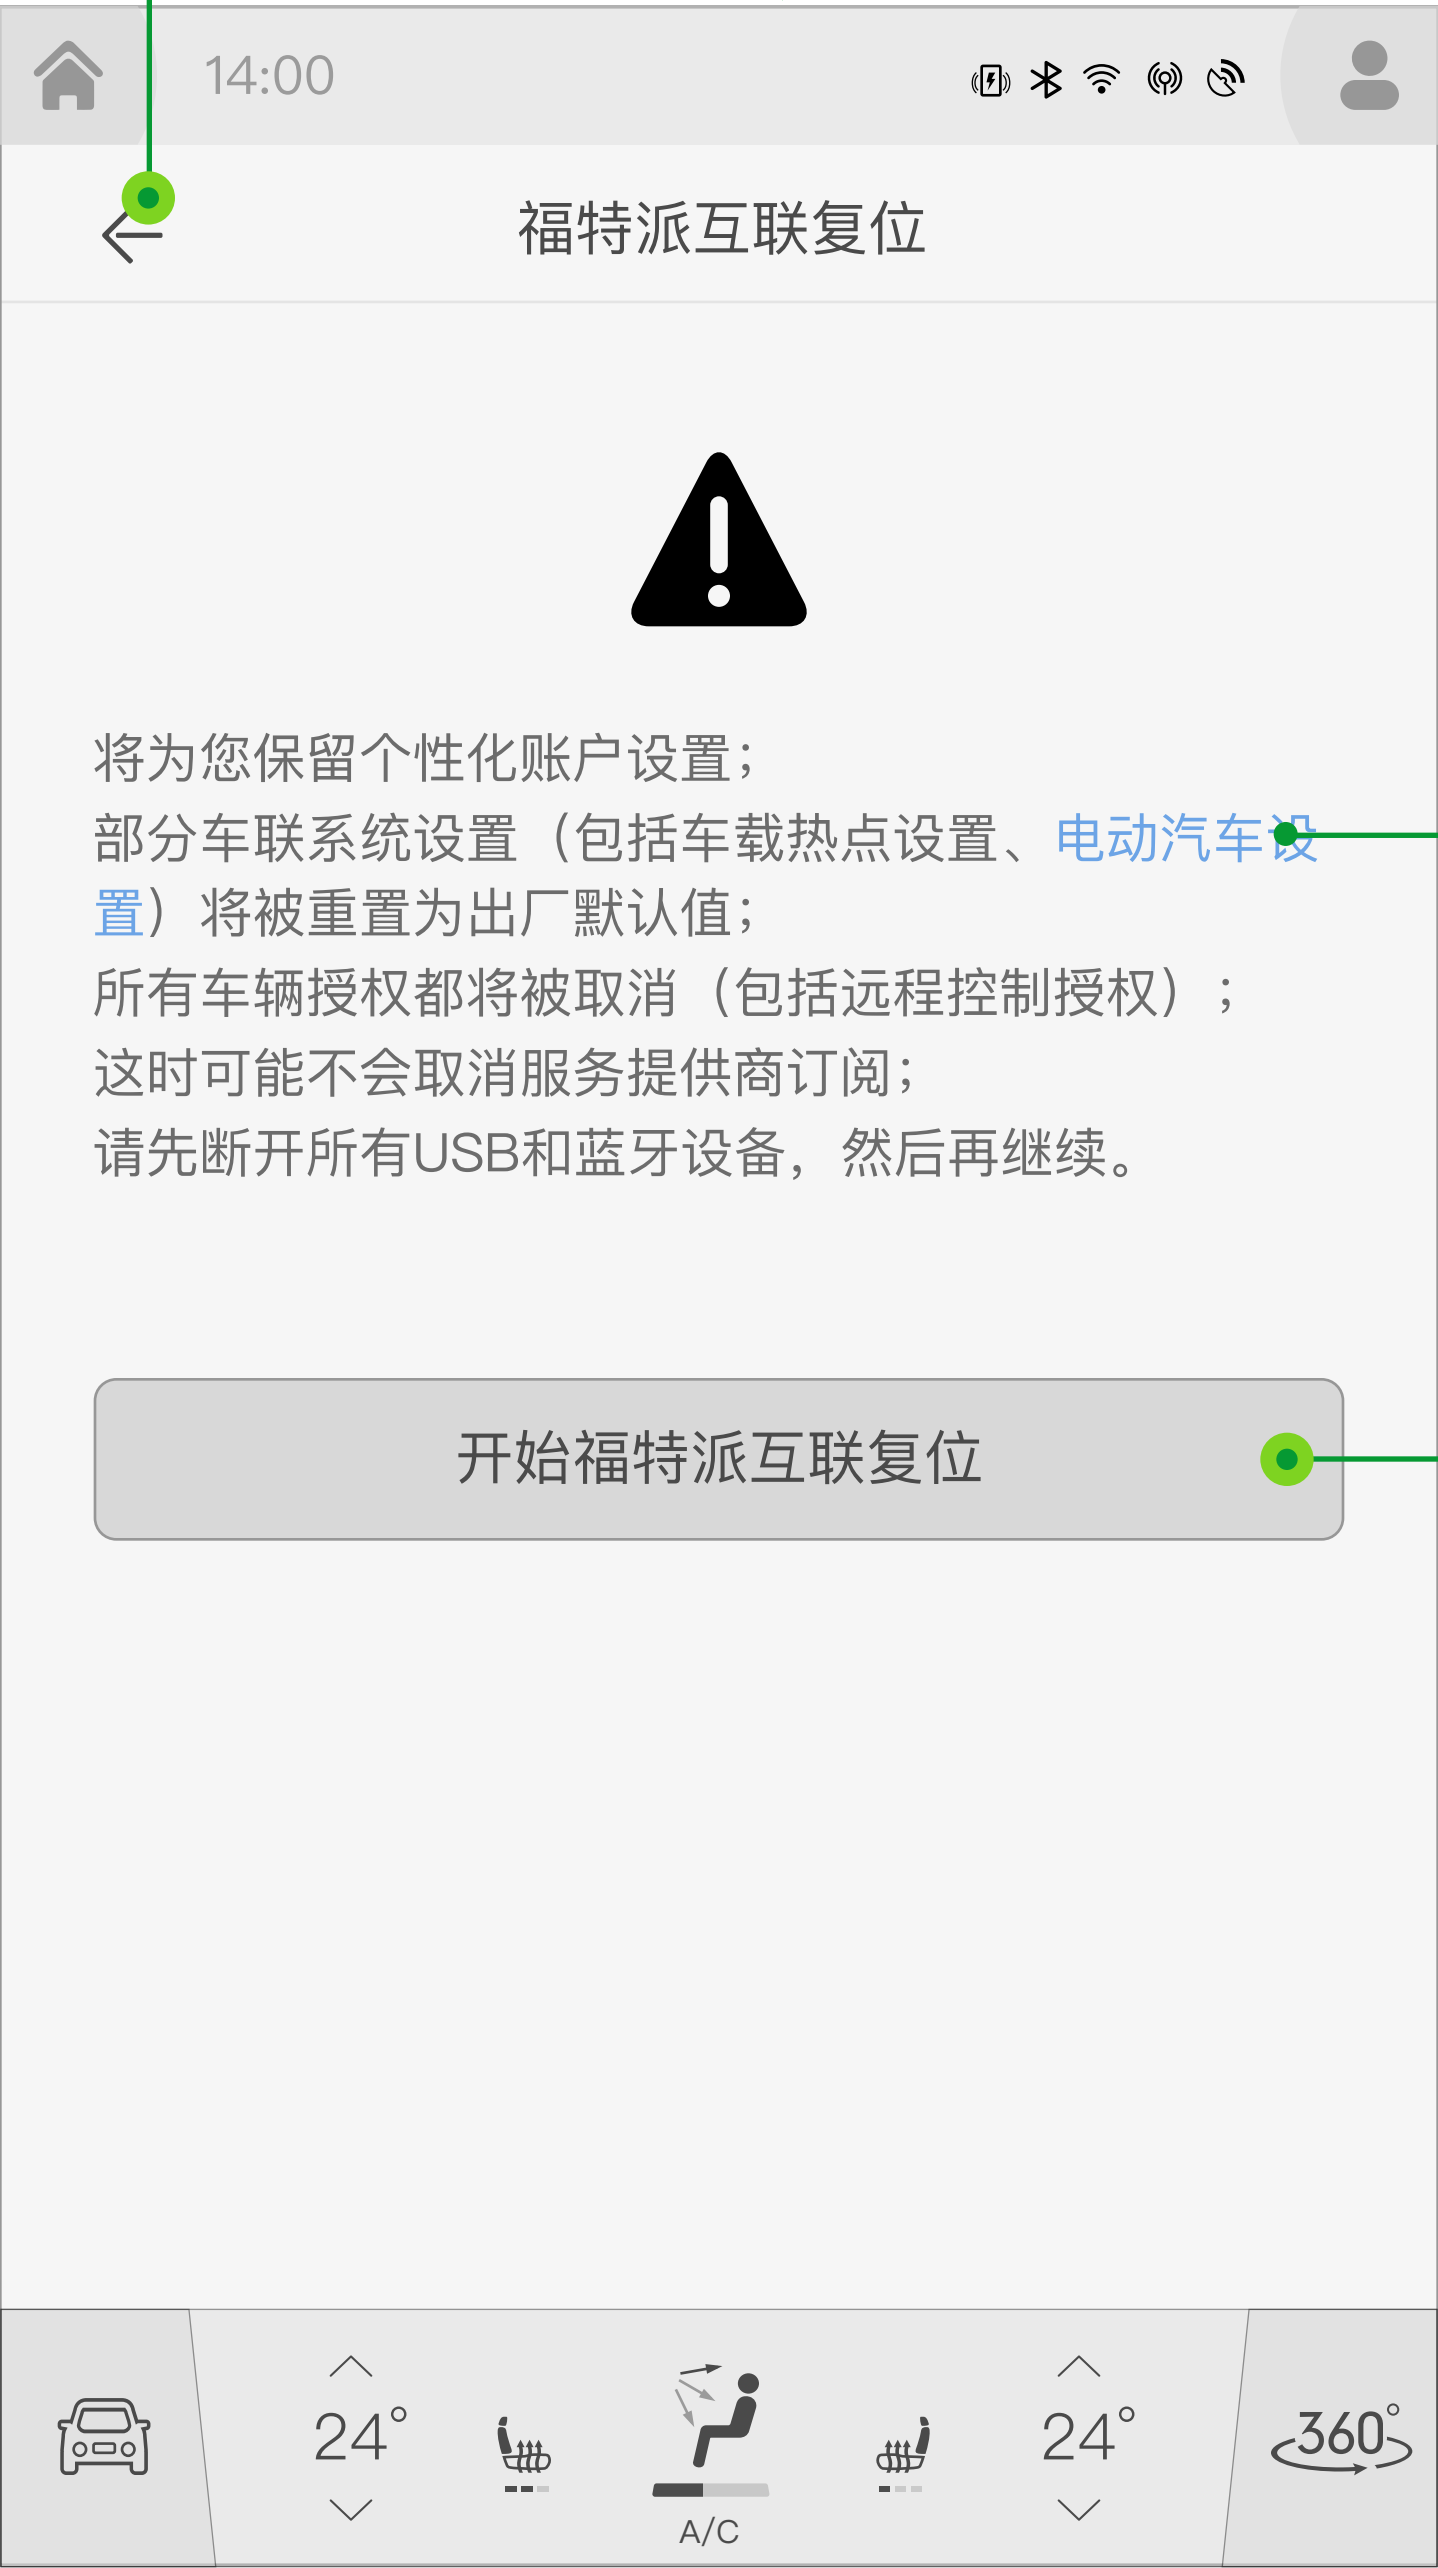 14:00
福特派互联复位
将为您保留个性化账户设置；
部分车联系统设置（包括车载热点设置、电动汽车设
置）将被重置为出厂默认值；
所有车辆授权都将被取消（包括远程控制授权）；
这时可能不会取消服务提供商订阅；
请先断开所有USB和蓝牙设备，然后再继续。
开始福特派互联复位
24° 24° 360°
A/C